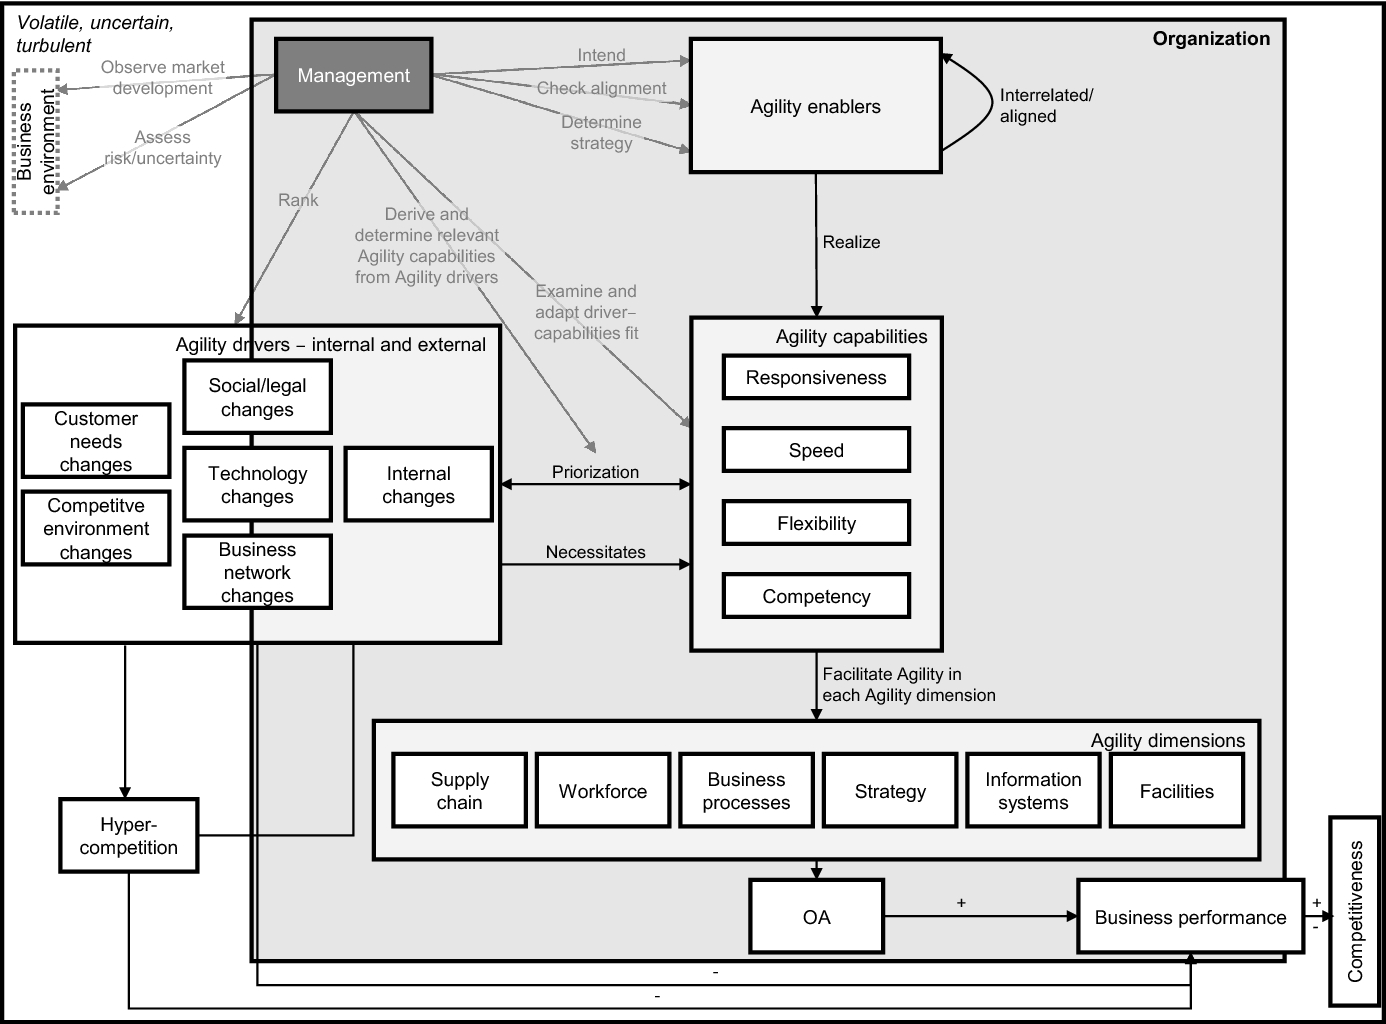 Volatile, uncertain,
turbulent
Organization
Management
Observe market
development
Business
environment
Assess
risk/uncertainty
Intend
Check alignment
Determine
strategy
Agility enablers
Interrelated/
aligned
Rank
Derive and
determine relevant
Agility capabilities
from Agility drivers
Realize
Examine and
adapt driver–
capabilities fit
Agility drivers – internal and external
Social/legal
changes
Customer
needs
changes
Technology
changes
Internal
changes
Competitve
environment
changes
Business
network
changes
Priorization
Necessitates
Agility capabilities
Responsiveness
Speed
Flexibility
Competency
Facilitate Agility in
each Agility dimension
Agility dimensions
Supply
chain
Workforce
Business
processes
Strategy
Information
systems
Facilities
Hyper-
competition
OA
+
Business performance
+
-
Competitiveness
-
-